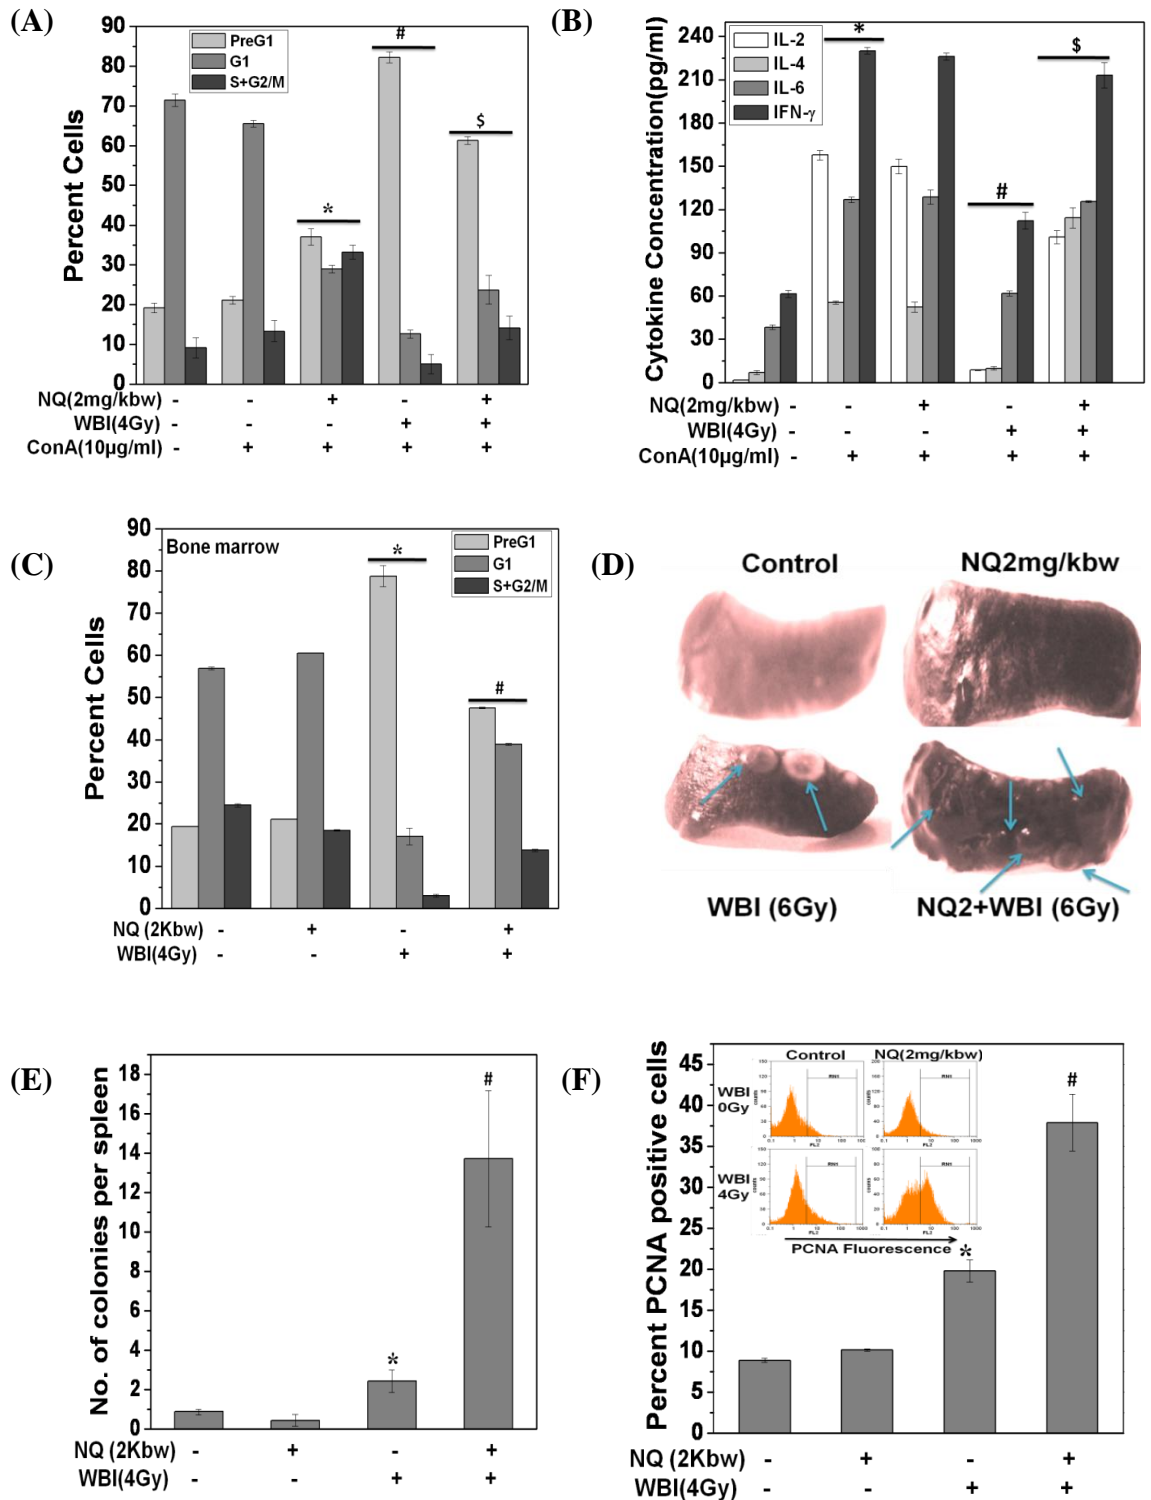 (A)
90
80
70
60
50
40
30
20
10
0
Percent Cells
PreG1
G1
S+G2/M
*
#
$
NQ(2mg/kbw) - - + - +
WBI(4Gy) - - - + +
ConA(10µg/ml) - + + + +
(B)
240
210
180
150
120
90
60
30
0
Cytokine Concentration(pg/ml)
IL-2
IL-4
IL-6
IFN-γ
*
#
$
NQ(2mg/kbw) - - + - +
WBI(4Gy) - - - + +
ConA(10µg/ml) - + + + +
(C)
90
80
70
60
50
40
30
20
10
0
Percent Cells
Bone marrow
PreG1
G1
S+G2/M
*
#
NQ (2Kbw) - + - +
WBI(4Gy) - - + +
(D)
Control
NQ2mg/kbw
WBI (6Gy)
NQ2+WBI (6Gy)
(E)
18
16
14
12
10
8
6
4
2
0
No. of colonies per spleen
*
#
NQ (2Kbw) - + - +
WBI(4Gy) - - + +
(F)
45
40
35
30
25
20
15
10
5
0
Percent PCNA positive cells
Control
NQ(2mg/kbw)
WBI
0Gy
WBI
4Gy
PCNA Fluorescence
*
#
NQ (2Kbw) - + - +
WBI(4Gy) - - + +